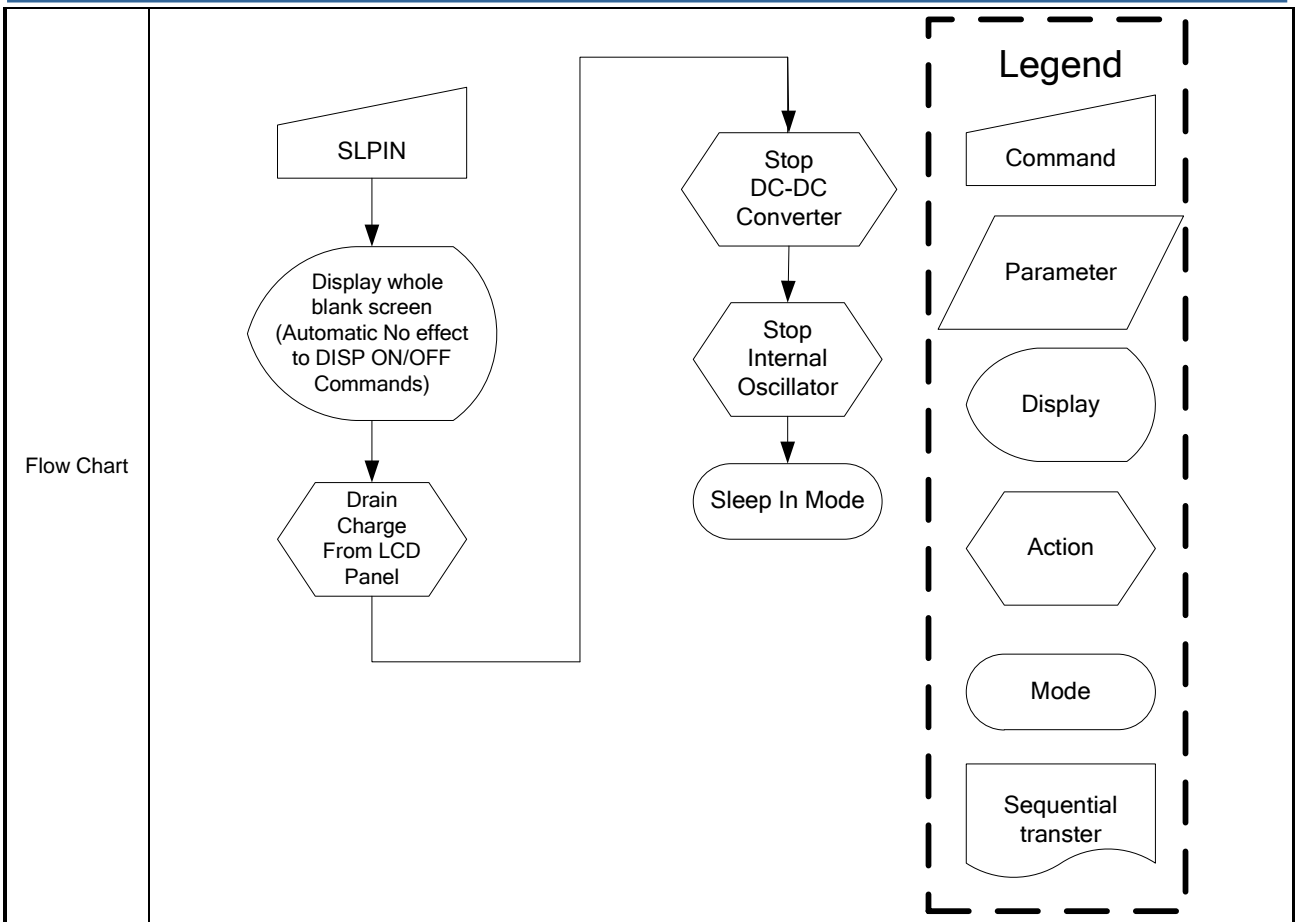 Flow Chart
SLPIN
Display whole
blank screen
(Automatic No effect
to DISP ON/OFF
Commands)
Drain
Charge
From LCD
Panel
Stop
DC-DC
Converter
Stop
Internal
Oscillator
Sleep In Mode
Legend
Command
Parameter
Display
Action
Mode
Sequential
transter